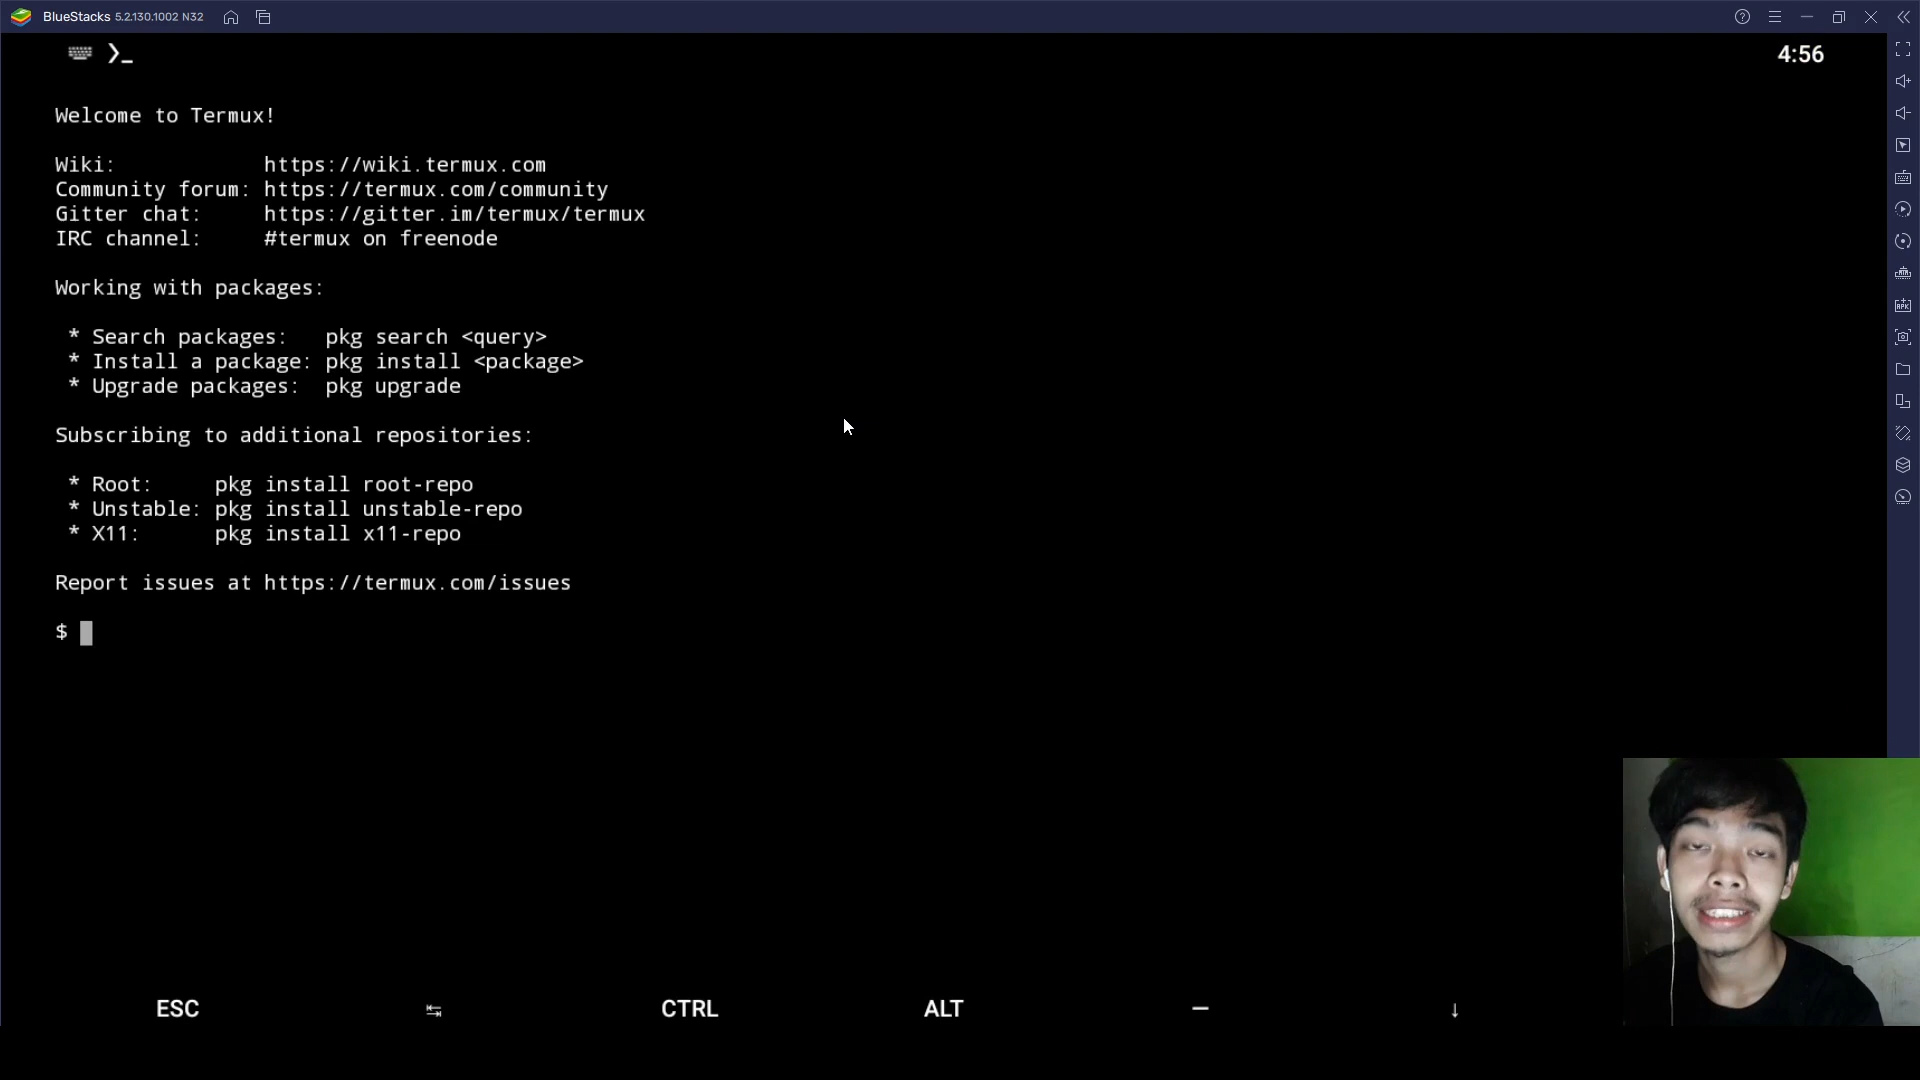 BlueStacks 5.2.130.1002 N32
4:56
Welcome to Termux!
Wiki: https://wiki.termux.com
Community forum: https://termux.com/community
Gitter chat: https://gitter.im/termux/termux
IRC channel: #termux on freenode
Working with packages:
* Search packages: pkg search <query>
* Install a package: pkg install <package>
* Upgrade packages: pkg upgrade
Subscribing to additional repositories:
* Root: pkg install root-repo
* Unstable: pkg install unstable-repo
* X11: pkg install x11-repo
Report issues at https://termux.com/issues
$
ESC ↹ CTRL ALT — ↓